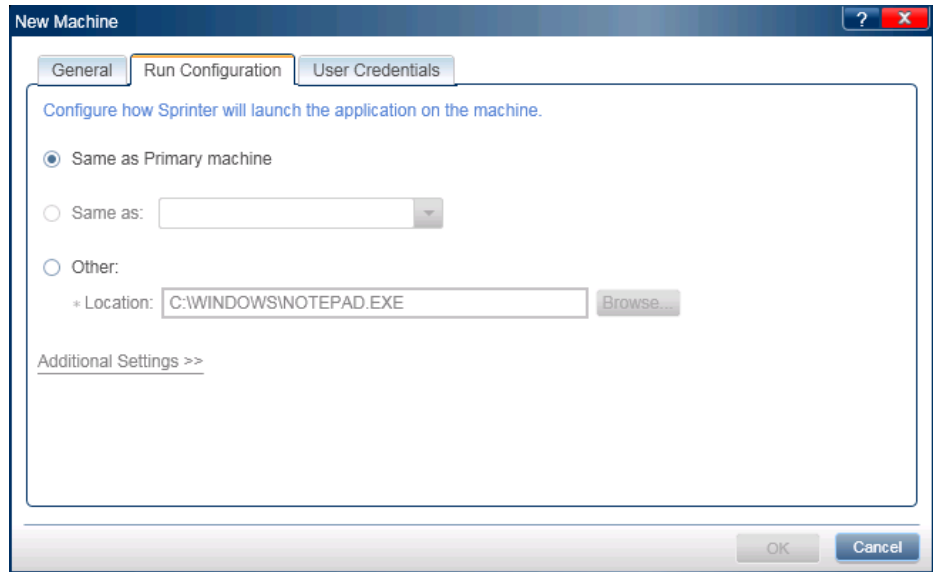 New Machine ?
General Run Configuration User Credentials
Configure how Sprinter will launch the application on the machine.
Same as Primary machine
Same as:
Other:
* Location: C:\WINDOWS\NOTEPAD.EXE Browse...
Additional Settings >>
OK Cancel